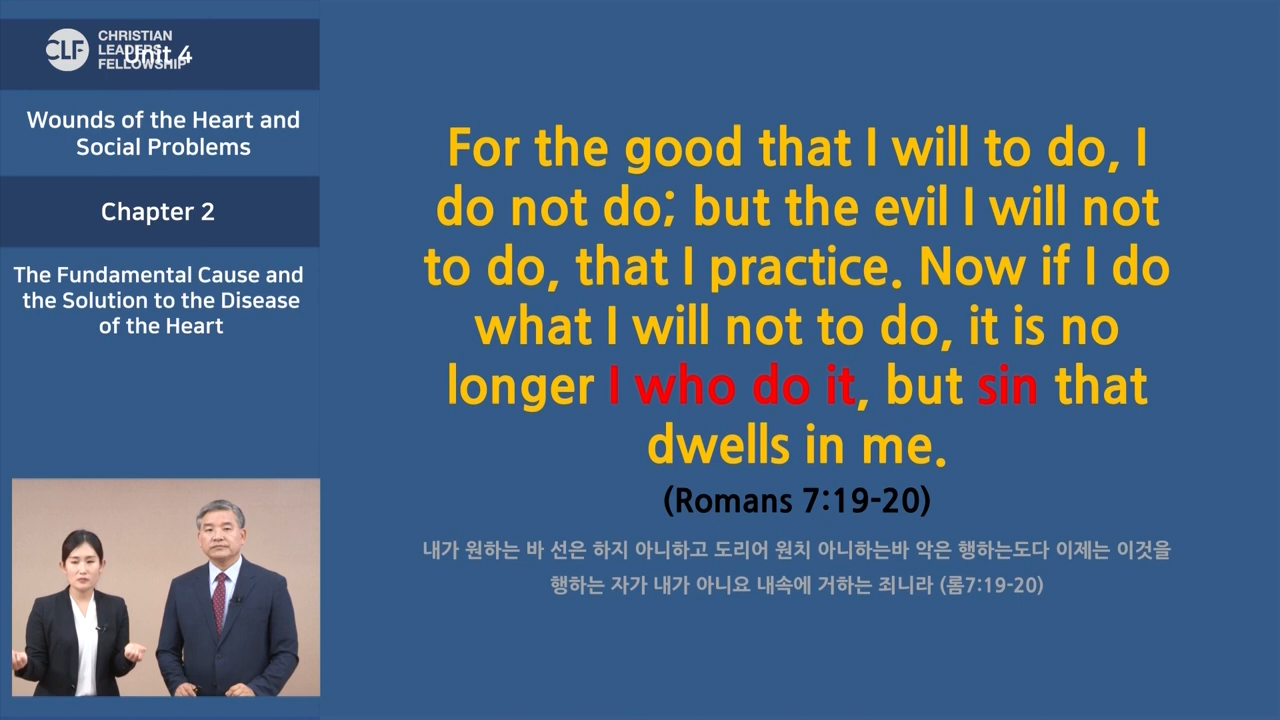 CLF
CHRISTIAN
LEADERS
FELLOWSHIP
Unit 4
Wounds of the Heart and
Social Problems
Chapter 2
The Fundamental Cause and
the Solution to the Disease
of the Heart
For the good that I will to do, I
do not do; but the evil I will not
to do, that I practice. Now if I do
what I will not to do, it is no
longer I who do it, but sin that
dwells in me.
(Romans 7:19-20)
내가 원하는 바 선은 하지 아니하고 도리어 원치 아니하는바 악은 행하는도다 이제는 이것을
행하는 자가 내가 아니요 내속에 거하는 죄니라 (롬7:19-20)